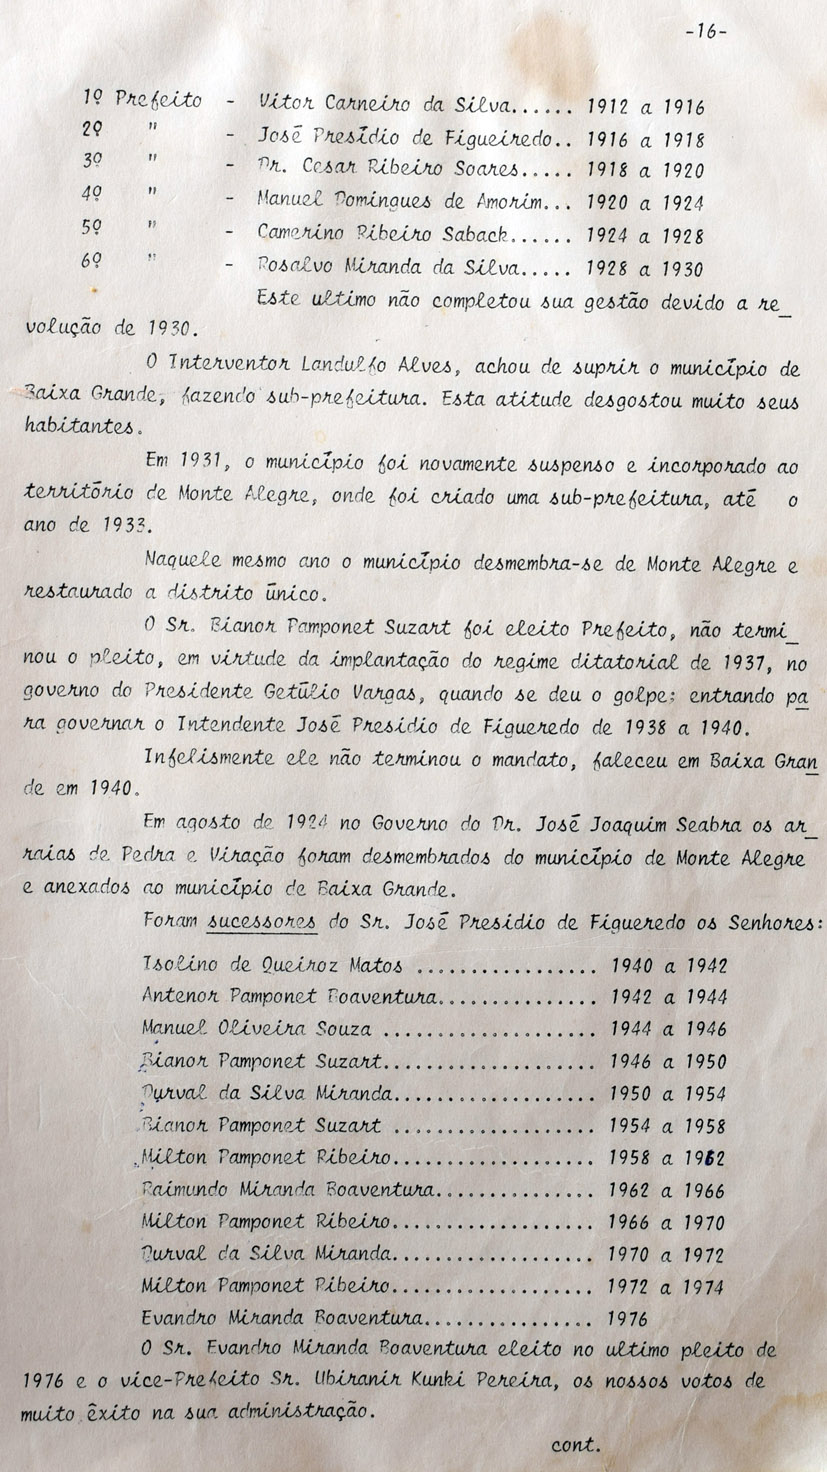 -16-
1º Prefeito - Vitor Carneiro da Silva...... 1912 a 1916
2º " - José Presídio de Figueiredo.. 1916 a 1918
3º " - Dr. Cesar Ribeiro Soares..... 1918 a 1920
4º " - Manuel Domingues de Amorim... 1920 a 1924
5º " - Camerino Ribeiro Saback...... 1924 a 1928
6º " - Rosalvo Miranda da Silva..... 1928 a 1930
Este ultimo não completou sua gestão devido a re_
volução de 1930.
O Interventor Landulfo Alves, achou de suprir o município de
Baixa Grande, fazendo sub-prefeitura. Esta atitude desgostou muito seus
habitantes.
Em 1931, o município foi novamente suspenso e incorporado ao
território de Monte Alegre, onde foi criado uma sub-prefeitura, até o
ano de 1933.
Naquele mesmo ano o município desmembra-se de Monte Alegre e
restaurado a distrito único.
O Sr. Bianor Pamponet Suzart foi eleito Prefeito, não termi_
nou o pleito, em virtude da implantação do regime ditatorial de 1937, no
governo do Presidente Getúlio Vargas, quando se deu o golpe; entrando pa
ra governar o Intendente José Presídio de Figueredo de 1938 a 1940.
Infelismente ele não terminou o mandato, faleceu em Baixa Gran
de em 1940.
Em agosto de 1924 no Governo do Dr. José Joaquim Seabra os ar_
raias de Pedra e Viração foram desmembrados do município de Monte Alegre
e anexados ao município de Baixa Grande.
Foram sucessores do Sr. José Presídio de Figueredo os Senhores:
Isolino de Queiroz Matos ................ 1940 a 1942
Antenor Pamponet Boaventura.............. 1942 a 1944
Manuel Oliveira Souza ................... 1944 a 1946
Bianor Pamponet Suzart................... 1946 a 1950
Durval da Silva Miranda.................. 1950 a 1954
Bianor Pamponet Suzart .................. 1954 a 1958
Milton Pamponet Ribeiro.................. 1958 a 1962
Raimundo Miranda Boaventura.............. 1962 a 1966
Milton Pamponet Ribeiro.................. 1966 a 1970
Durval da Silva Miranda.................. 1970 a 1972
Milton Pamponet Ribeiro.................. 1972 a 1974
Evandro Miranda Boaventura............... 1976
O Sr. Evandro Miranda Boaventura eleito no ultimo pleito de
1976 e o vice-Prefeito Sr. Ubiranir Kunki Pereira, os nossos votos de
muito êxito na sua administração.
cont.